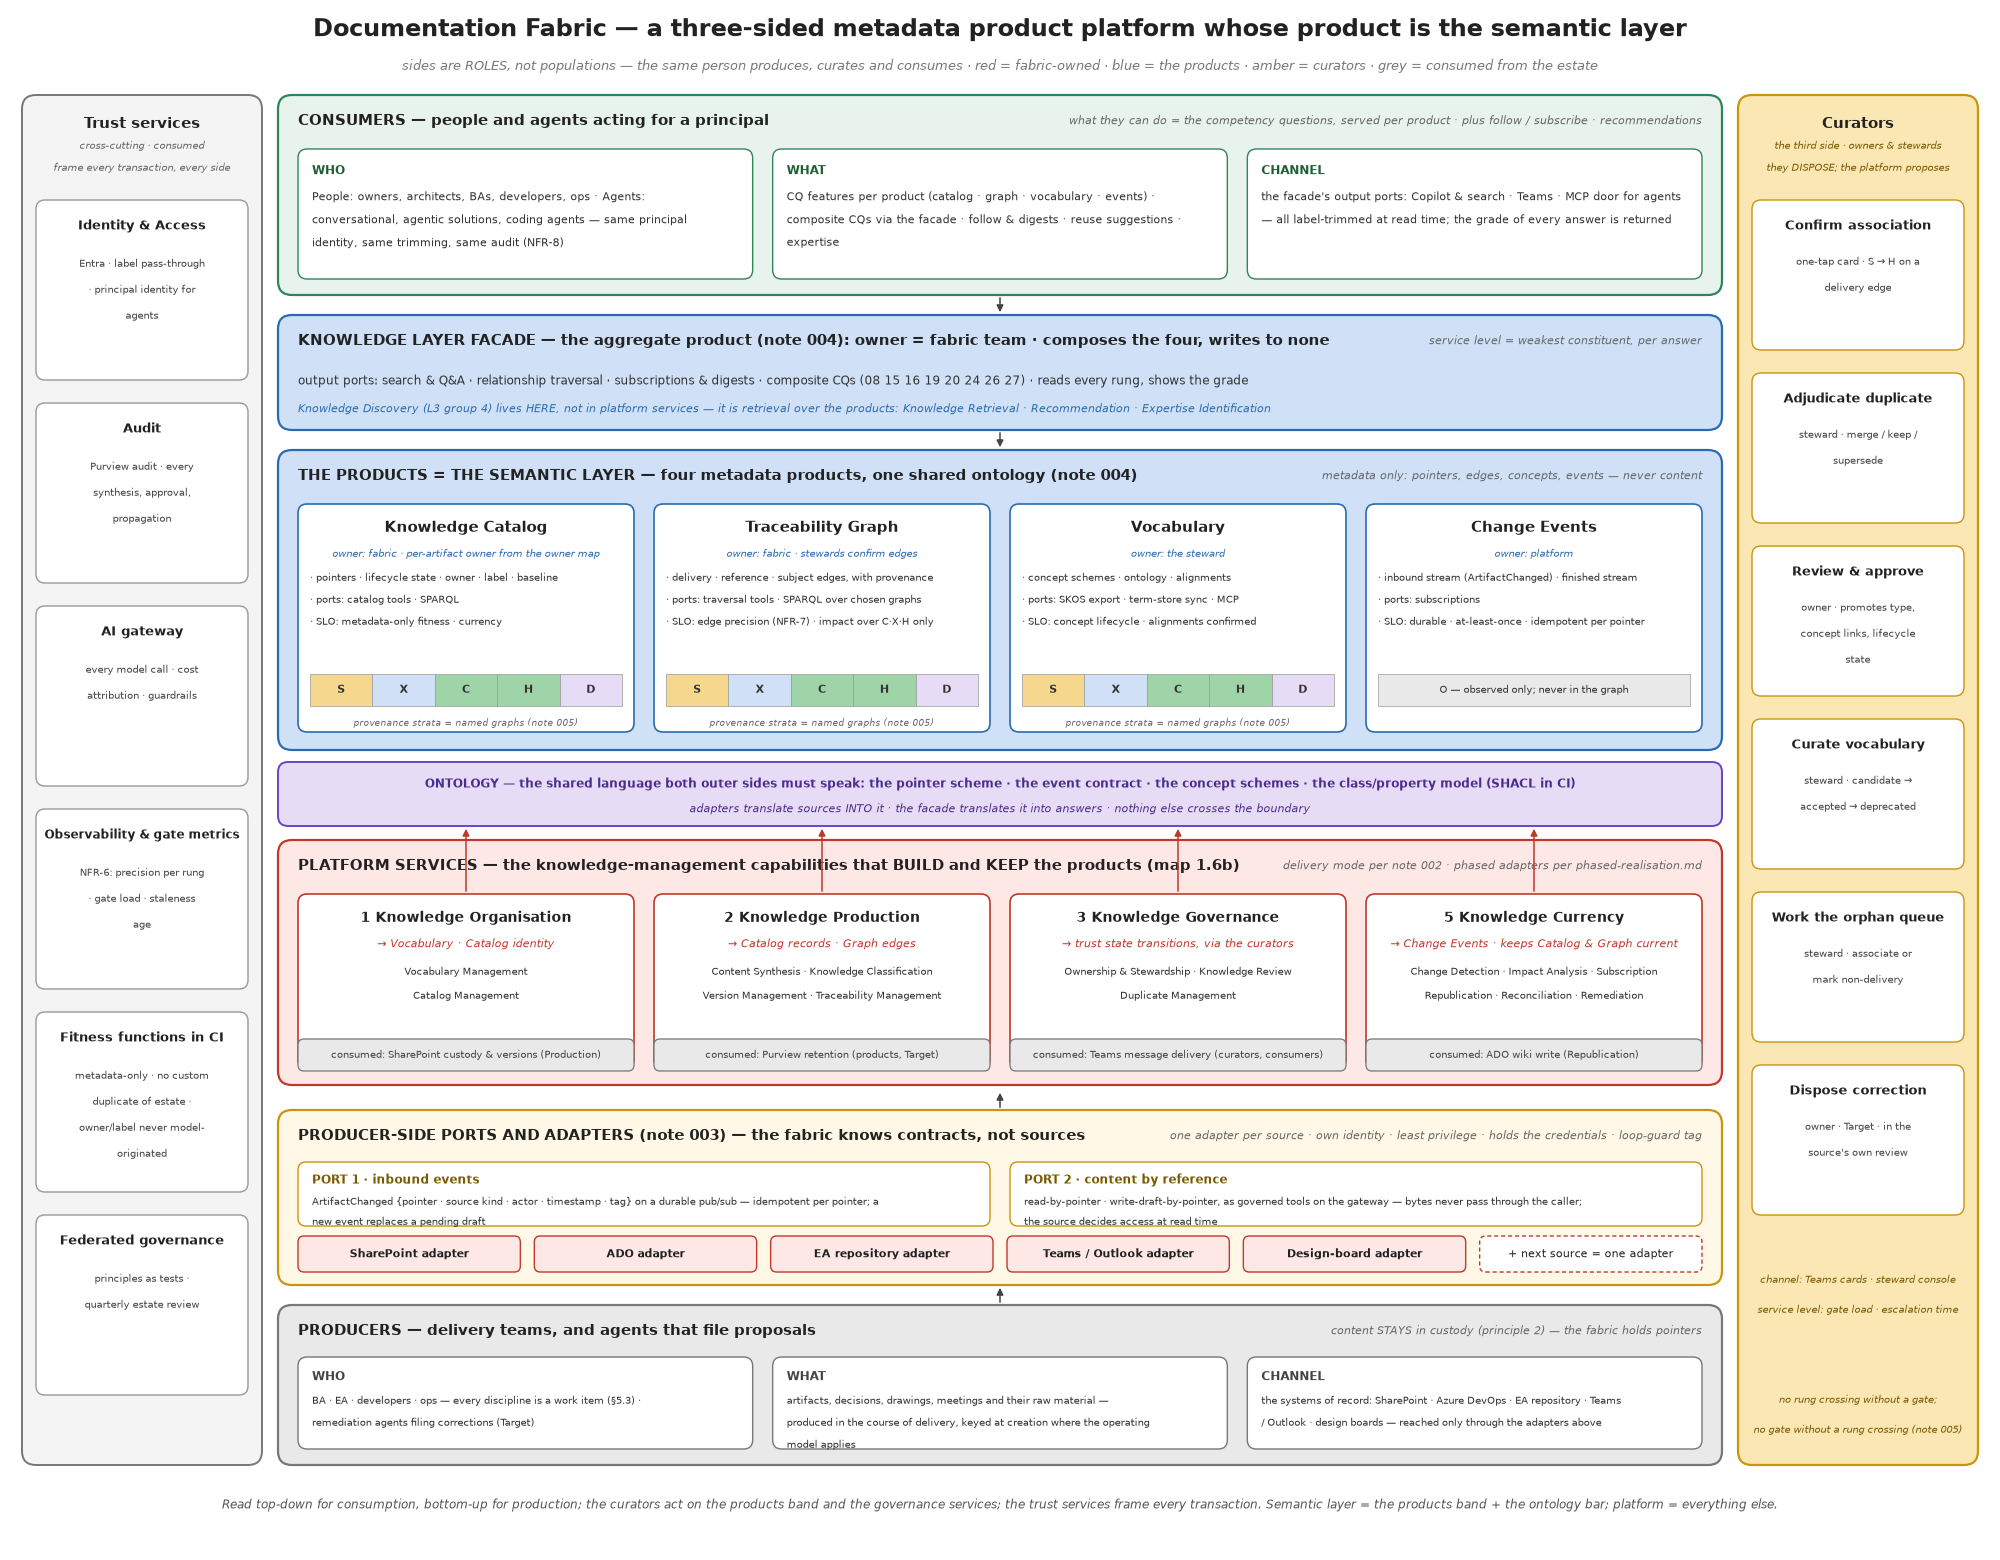 Documentation Fabric — a three-sided metadata product platform whose product is the semantic layer
sides are ROLES, not populations — the same person produces, curates and consumes · red = fabric-owned · blue = the products · amber = curators · grey = consumed from the estate
Trust services
cross-cutting · consumed
frame every transaction, every side
Identity & Access
Entra · label pass-through
· principal identity for
agents
Audit
Purview audit · every
synthesis, approval,
propagation
AI gateway
every model call · cost
attribution · guardrails
Observability & gate metrics
NFR-6: precision per rung
· gate load · staleness
age
Fitness functions in CI
metadata-only · no custom
duplicate of estate ·
owner/label never model-
originated
Federated governance
principles as tests ·
quarterly estate review
CONSUMERS — people and agents acting for a principal
what they can do = the competency questions, served per product · plus follow / subscribe · recommendations
WHO
People: owners, architects, BAs, developers, ops · Agents:
conversational, agentic solutions, coding agents — same principal
identity, same trimming, same audit (NFR-8)
WHAT
CQ features per product (catalog · graph · vocabulary · events) ·
composite CQs via the facade · follow & digests · reuse suggestions ·
expertise
CHANNEL
the facade's output ports: Copilot & search · Teams · MCP door for agents
— all label-trimmed at read time; the grade of every answer is returned
KNOWLEDGE LAYER FACADE — the aggregate product (note 004): owner = fabric team · composes the four, writes to none
service level = weakest constituent, per answer
output ports: search & Q&A · relationship traversal · subscriptions & digests · composite CQs (08 15 16 19 20 24 26 27) · reads every rung, shows the grade
Knowledge Discovery (L3 group 4) lives HERE, not in platform services — it is retrieval over the products: Knowledge Retrieval · Recommendation · Expertise Identification
THE PRODUCTS = THE SEMANTIC LAYER — four metadata products, one shared ontology (note 004)
metadata only: pointers, edges, concepts, events — never content
Knowledge Catalog
owner: fabric · per-artifact owner from the owner map
· pointers · lifecycle state · owner · label · baseline
· ports: catalog tools · SPARQL
· SLO: metadata-only fitness · currency
S X C H D
provenance strata = named graphs (note 005)
Traceability Graph
owner: fabric · stewards confirm edges
· delivery · reference · subject edges, with provenance
· ports: traversal tools · SPARQL over chosen graphs
· SLO: edge precision (NFR-7) · impact over C·X·H only
S X C H D
provenance strata = named graphs (note 005)
Vocabulary
owner: the steward
· concept schemes · ontology · alignments
· ports: SKOS export · term-store sync · MCP
· SLO: concept lifecycle · alignments confirmed
S X C H D
provenance strata = named graphs (note 005)
Change Events
owner: platform
· inbound stream (ArtifactChanged) · finished stream
· ports: subscriptions
· SLO: durable · at-least-once · idempotent per pointer
O — observed only; never in the graph
ONTOLOGY — the shared language both outer sides must speak: the pointer scheme · the event contract · the concept schemes · the class/property model (SHACL in CI)
adapters translate sources INTO it · the facade translates it into answers · nothing else crosses the boundary
PLATFORM SERVICES — the knowledge-management capabilities that BUILD and KEEP the products (map 1.6b)
delivery mode per note 002 · phased adapters per phased-realisation.md
1 Knowledge Organisation
→ Vocabulary · Catalog identity
Vocabulary Management
Catalog Management
consumed: SharePoint custody & versions (Production)
2 Knowledge Production
→ Catalog records · Graph edges
Content Synthesis · Knowledge Classification
Version Management · Traceability Management
consumed: Purview retention (products, Target)
3 Knowledge Governance
→ trust state transitions, via the curators
Ownership & Stewardship · Knowledge Review
Duplicate Management
consumed: Teams message delivery (curators, consumers)
5 Knowledge Currency
→ Change Events · keeps Catalog & Graph current
Change Detection · Impact Analysis · Subscription
Republication · Reconciliation · Remediation
consumed: ADO wiki write (Republication)
PRODUCER-SIDE PORTS AND ADAPTERS (note 003) — the fabric knows contracts, not sources
one adapter per source · own identity · least privilege · holds the credentials · loop-guard tag
PORT 1 · inbound events
ArtifactChanged {pointer · source kind · actor · timestamp · tag} on a durable pub/sub — idempotent per pointer; a
new event replaces a pending draft
PORT 2 · content by reference
read-by-pointer · write-draft-by-pointer, as governed tools on the gateway — bytes never pass through the caller;
the source decides access at read time
SharePoint adapter
ADO adapter
EA repository adapter
Teams / Outlook adapter
Design-board adapter
+ next source = one adapter
PRODUCERS — delivery teams, and agents that file proposals
content STAYS in custody (principle 2) — the fabric holds pointers
WHO
BA · EA · developers · ops — every discipline is a work item (§5.3) ·
remediation agents filing corrections (Target)
WHAT
artifacts, decisions, drawings, meetings and their raw material —
produced in the course of delivery, keyed at creation where the operating
model applies
CHANNEL
the systems of record: SharePoint · Azure DevOps · EA repository · Teams
/ Outlook · design boards — reached only through the adapters above
Curators
the third side · owners & stewards
they DISPOSE; the platform proposes
Confirm association
one-tap card · S → H on a
delivery edge
Adjudicate duplicate
steward · merge / keep /
supersede
Review & approve
owner · promotes type,
concept links, lifecycle
state
Curate vocabulary
steward · candidate →
accepted → deprecated
Work the orphan queue
steward · associate or
mark non-delivery
Dispose correction
owner · Target · in the
source's own review
channel: Teams cards · steward console
service level: gate load · escalation time
no rung crossing without a gate;
no gate without a rung crossing (note 005)
Read top-down for consumption, bottom-up for production; the curators act on the products band and the governance services; the trust services frame every transaction. Semantic layer = the products band + the ontology bar; platform = everything else.